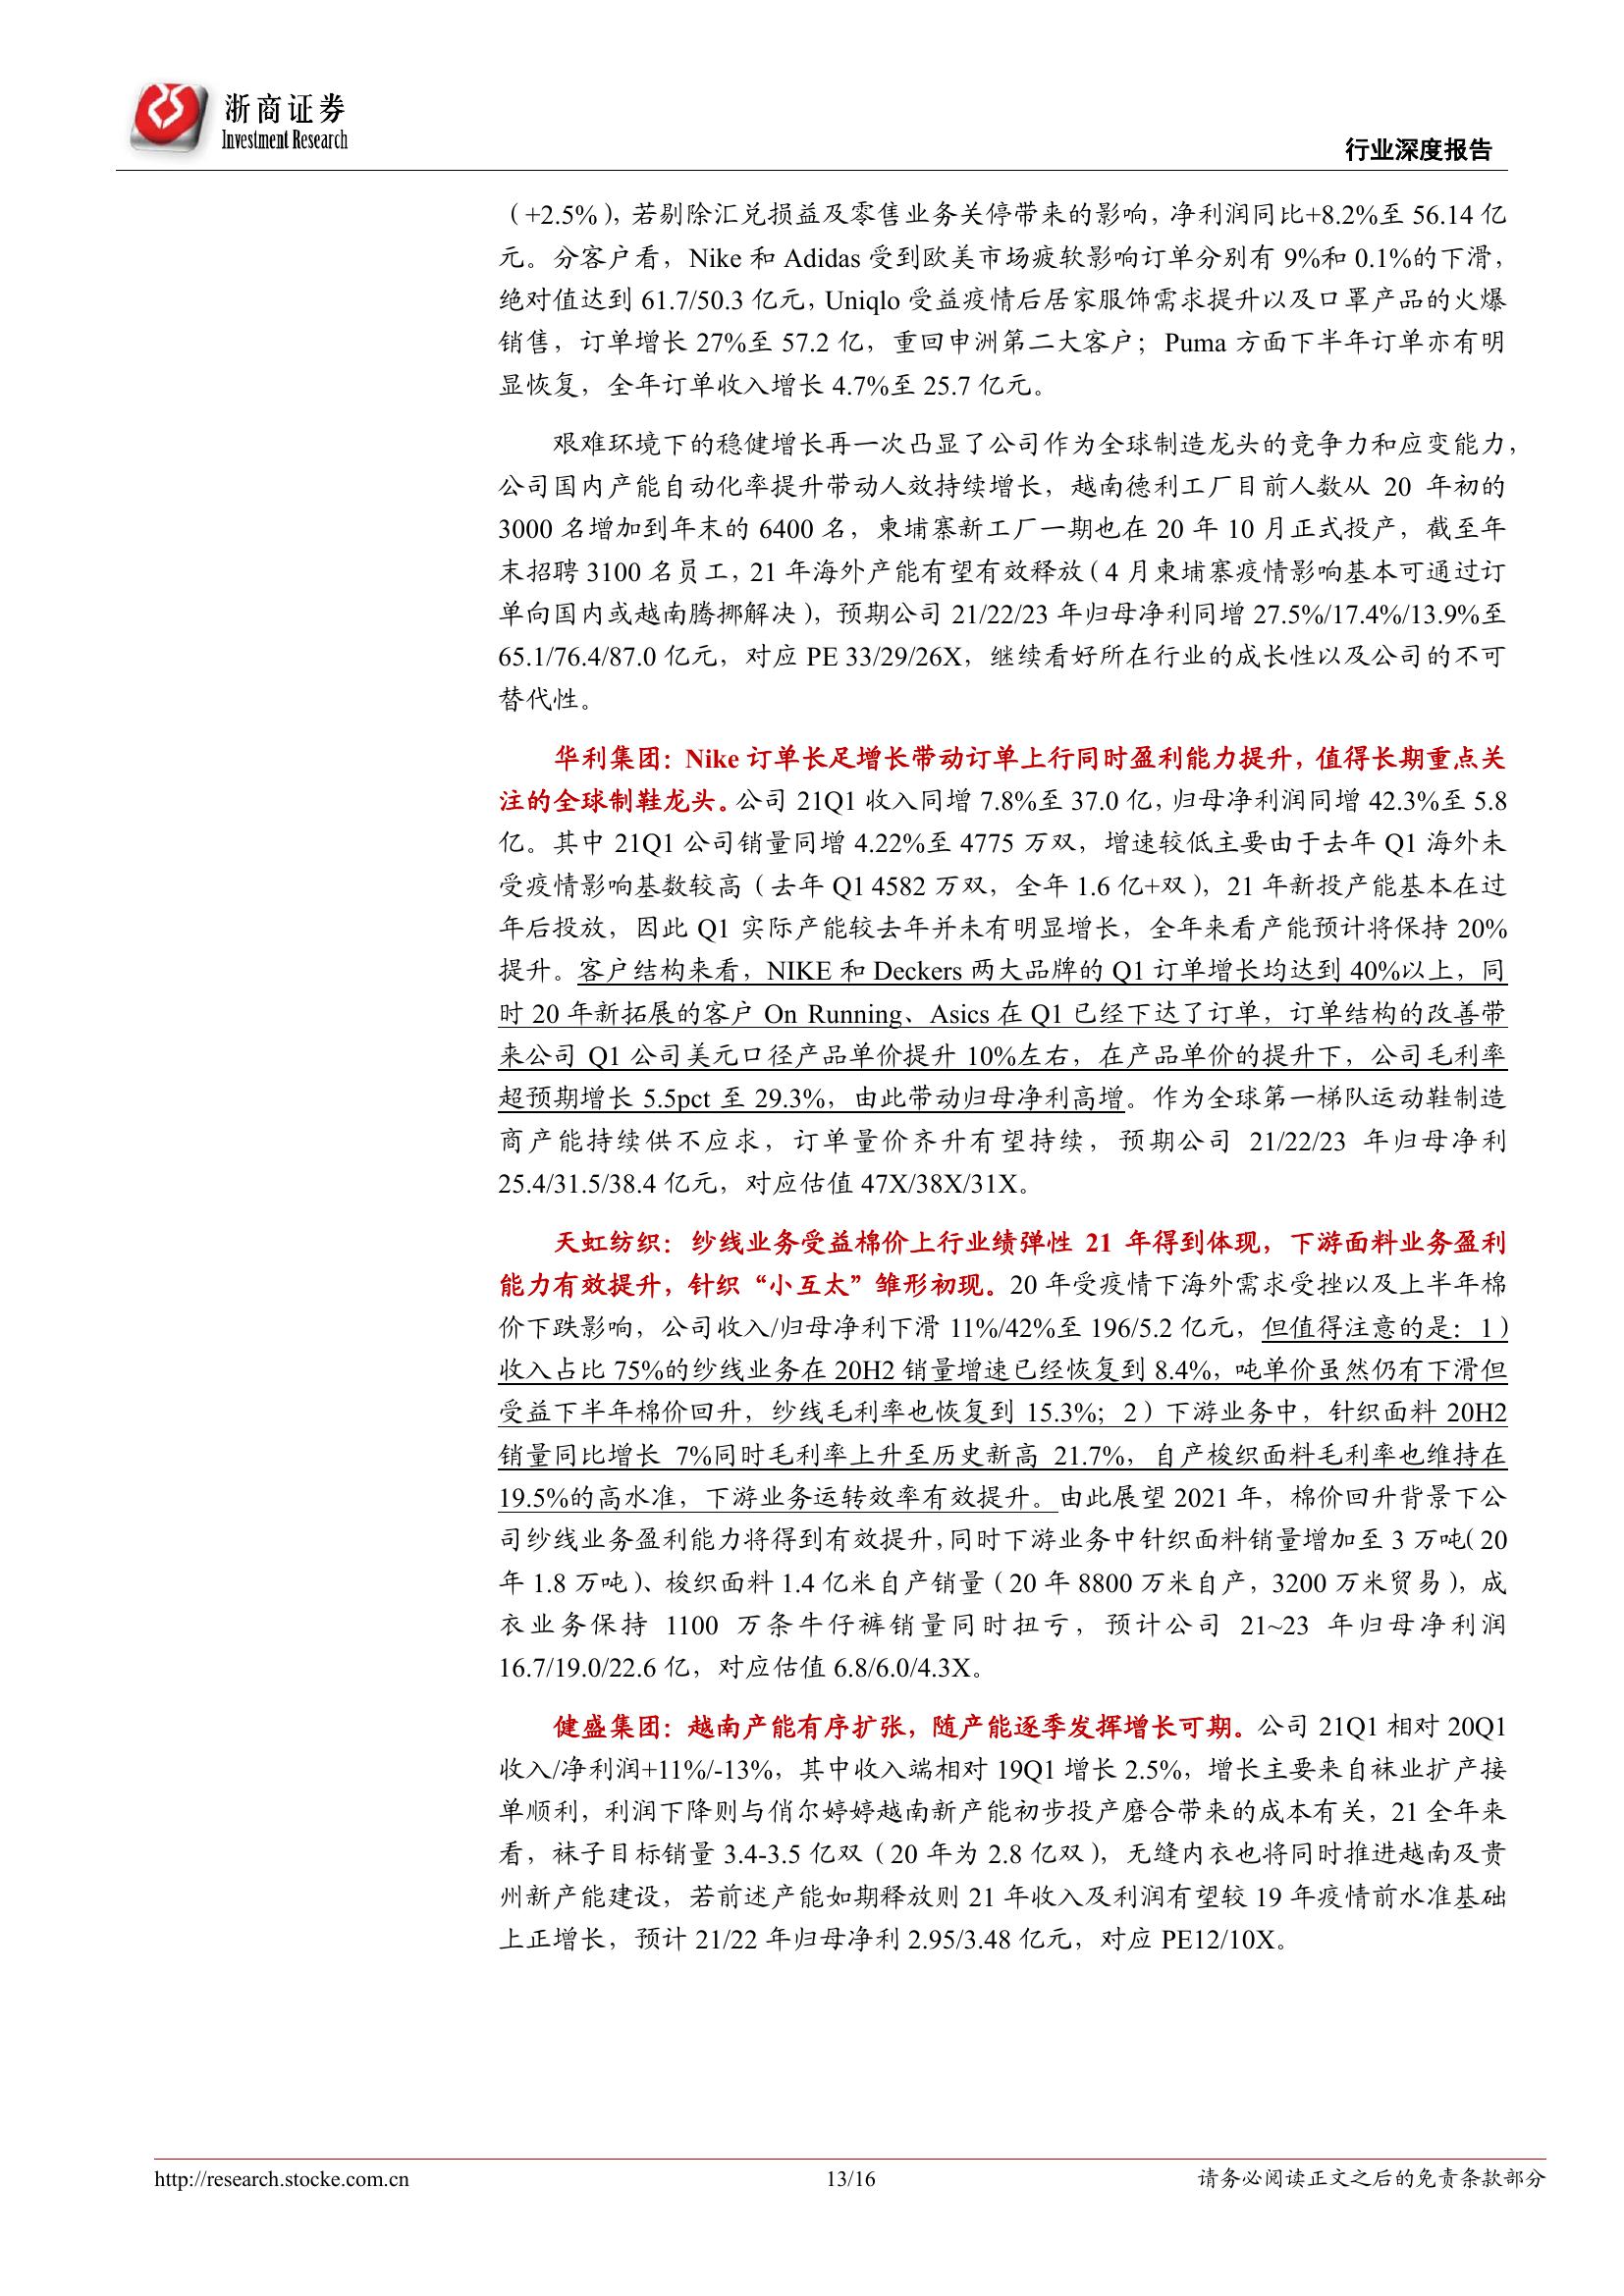 浙商证券
Investment Research
行业深度报告
（+2.5%），若剔除汇兑损益及零售业务关停带来的影响，净利润同比+8.2%至 56.14 亿
元。分客户看，Nike 和 Adidas 受到欧美市场疲软影响订单分别有 9%和 0.1%的下滑，
绝对值达到 61.7/50.3 亿元，Uniqlo 受益疫情后居家服饰需求提升以及口罩产品的火爆
销售，订单增长 27%至 57.2 亿，重回申洲第二大客户；Puma 方面下半年订单亦有明
显恢复，全年订单收入增长 4.7%至 25.7 亿元。
艰难环境下的稳健增长再一次凸显了公司作为全球制造龙头的竞争力和应变能力，
公司国内产能自动化率提升带动人效持续增长，越南德利工厂目前人数从 20 年初的
3000 名增加到年末的 6400 名，柬埔寨新工厂一期也在 20 年 10 月正式投产，截至年
末招聘 3100 名员工，21 年海外产能有望有效释放（4 月柬埔寨疫情影响基本可通过订
单向国内或越南腾挪解决），预期公司 21/22/23 年归母净利同增 27.5%/17.4%/13.9%至
65.1/76.4/87.0 亿元，对应 PE 33/29/26X，继续看好所在行业的成长性以及公司的不可
替代性。
华利集团：Nike 订单长足增长带动订单上行同时盈利能力提升，值得长期重点关
注的全球制鞋龙头。公司 21Q1 收入同增 7.8%至 37.0 亿，归母净利润同增 42.3%至 5.8
亿。其中 21Q1 公司销量同增 4.22%至 4775 万双，增速较低主要由于去年 Q1 海外未
受疫情影响基数较高（去年 Q1 4582 万双，全年 1.6 亿+双），21 年新投产能基本在过
年后投放，因此 Q1 实际产能较去年并未有明显增长，全年来看产能预计将保持 20%
提升。客户结构来看，NIKE 和 Deckers 两大品牌的 Q1 订单增长均达到 40%以上，同
时 20 年新拓展的客户 On Running、Asics 在 Q1 已经下达了订单，订单结构的改善带
来公司 Q1 公司美元口径产品单价提升 10%左右，在产品单价的提升下，公司毛利率
超预期增长 5.5pct 至 29.3%，由此带动归母净利高增。作为全球第一梯队运动鞋制造
商产能持续供不应求，订单量价齐升有望持续，预期公司 21/22/23 年归母净利
25.4/31.5/38.4 亿元，对应估值 47X/38X/31X。
天虹纺织：纱线业务受益棉价上行业绩弹性 21 年得到体现，下游面料业务盈利
能力有效提升，针织“小互太”雏形初现。20 年受疫情下海外需求受挫以及上半年棉
价下跌影响，公司收入/归母净利下滑 11%/42%至 196/5.2 亿元，但值得注意的是：1）
收入占比 75%的纱线业务在 20H2 销量增速已经恢复到 8.4%，吨单价虽然仍有下滑但
受益下半年棉价回升，纱线毛利率也恢复到 15.3%；2）下游业务中，针织面料 20H2
销量同比增长 7%同时毛利率上升至历史新高 21.7%，自产梭织面料毛利率也维持在
19.5%的高水准，下游业务运转效率有效提升。由此展望 2021 年，棉价回升背景下公
司纱线业务盈利能力将得到有效提升，同时下游业务中针织面料销量增加至 3 万吨（20
年 1.8 万吨）、梭织面料 1.4 亿米自产销量（20 年 8800 万米自产，3200 万米贸易），成
衣业务保持 1100 万条牛仔裤销量同时扭亏，预计公司 21~23 年归母净利润
16.7/19.0/22.6 亿，对应估值 6.8/6.0/4.3X。
健盛集团：越南产能有序扩张，随产能逐季发挥增长可期。公司 21Q1 相对 20Q1
收入/净利润+11%/-13%，其中收入端相对 19Q1 增长 2.5%，增长主要来自袜业扩产接
单顺利，利润下降则与俏尔婷婷越南新产能初步投产磨合带来的成本有关，21 全年来
看，袜子目标销量 3.4-3.5 亿双（20 年为 2.8 亿双），无缝内衣也将同时推进越南及贵
州新产能建设，若前述产能如期释放则 21 年收入及利润有望较 19 年疫情前水准基础
上正增长，预计 21/22 年归母净利 2.95/3.48 亿元，对应 PE12/10X。
http://research.stocke.com.cn
13/16
请务必阅读正文之后的免责条款部分